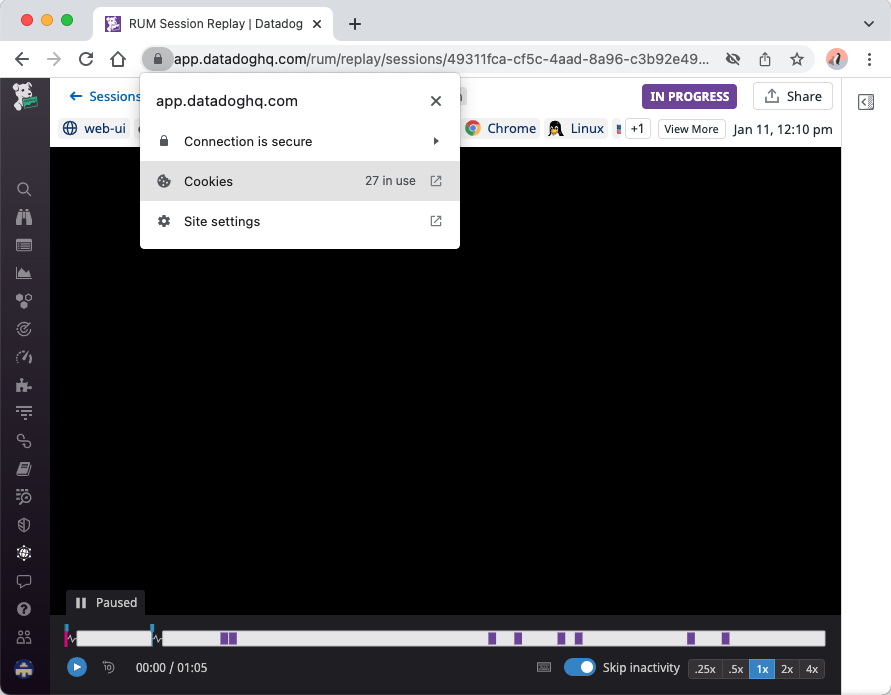 RUM Session Replay | Datadog
app.datadoghq.com/rum/replay/sessions/49311fca-cf5c-4aad-8a96-c3b92e49...
Sessions
IN PROGRESS
Share
app.datadoghq.com
web-ui
Chrome
Linux
+1
View More
Jan 11, 12:10 pm
Connection is secure
Cookies
27 in use
Site settings
Paused
10
00:00 / 01:05
Skip inactivity
.25x
.5x
1x
2x
4x